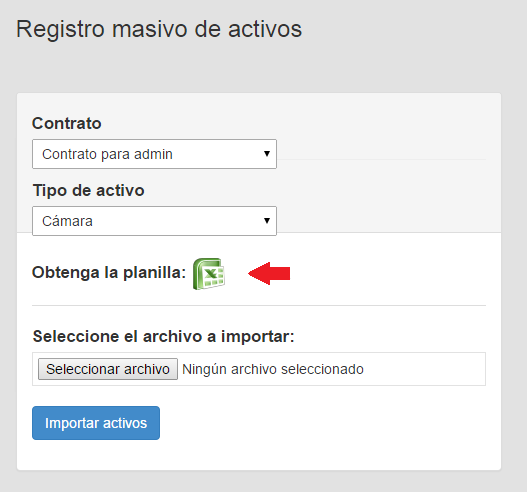 Registro masivo de activos
Contrato
Contrato para admin
Tipo de activo
Cámara
Obtenga la planilla:
Seleccione el archivo a importar:
Seleccionar archivo Ningún archivo seleccionado
Importar activos